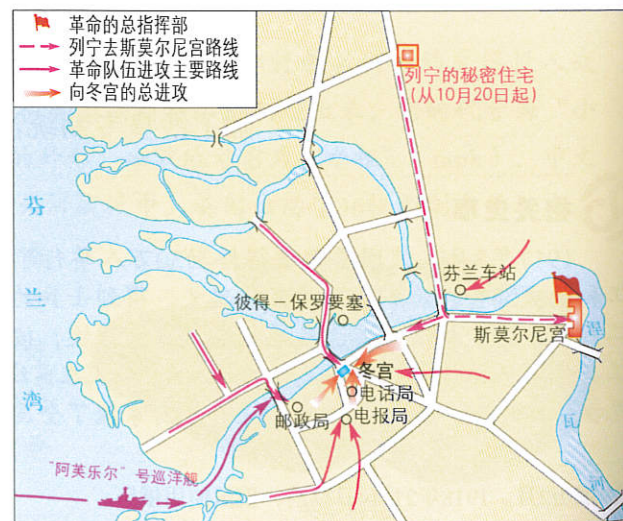 革命的总指挥部
列宁去斯莫尔尼宫路线
革命队伍进攻主要路线
向冬宫的总进攻
列宁的秘密住宅
(从10月20日起)
芬兰湾
芬兰车站
彼得-保罗要塞
斯莫尔尼宫
涅瓦河
冬宫
电话局
邮政局
电报局
"阿芙乐尔"号巡洋舰